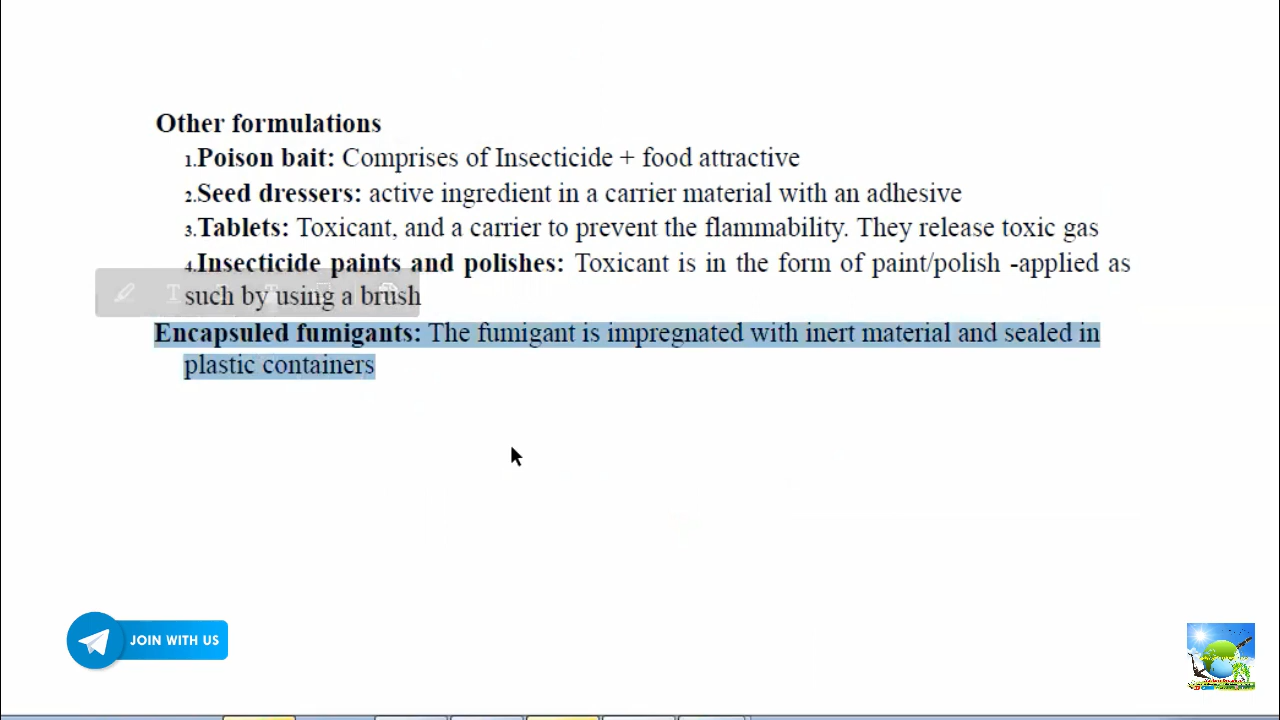 Other formulations
1.Poison bait: Comprises of Insecticide + food attractive
2.Seed dressers: active ingredient in a carrier material with an adhesive
3.Tablets: Toxicant, and a carrier to prevent the flammability. They release toxic gas
4.Insecticide paints and polishes: Toxicant is in the form of paint/polish -applied as
such by using a brush
Encapsuled fumigants: The fumigant is impregnated with inert material and sealed in
plastic containers
JOIN WITH US